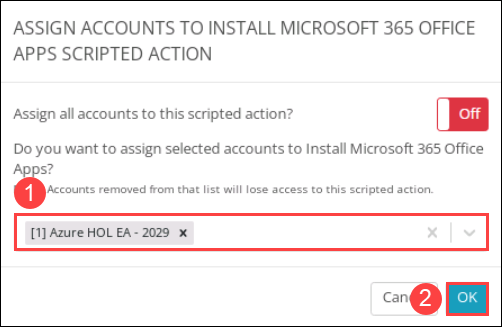 ASSIGN ACCOUNTS TO INSTALL MICROSOFT 365 OFFICE
APPS SCRIPTED ACTION
Assign all accounts to this scripted action?
Off
Do you want to assign selected accounts to Install Microsoft 365 Office
Apps?
1
Accounts removed from that list will lose access to this scripted action.
[1] Azure HOL EA - 2029 ×
2
OK